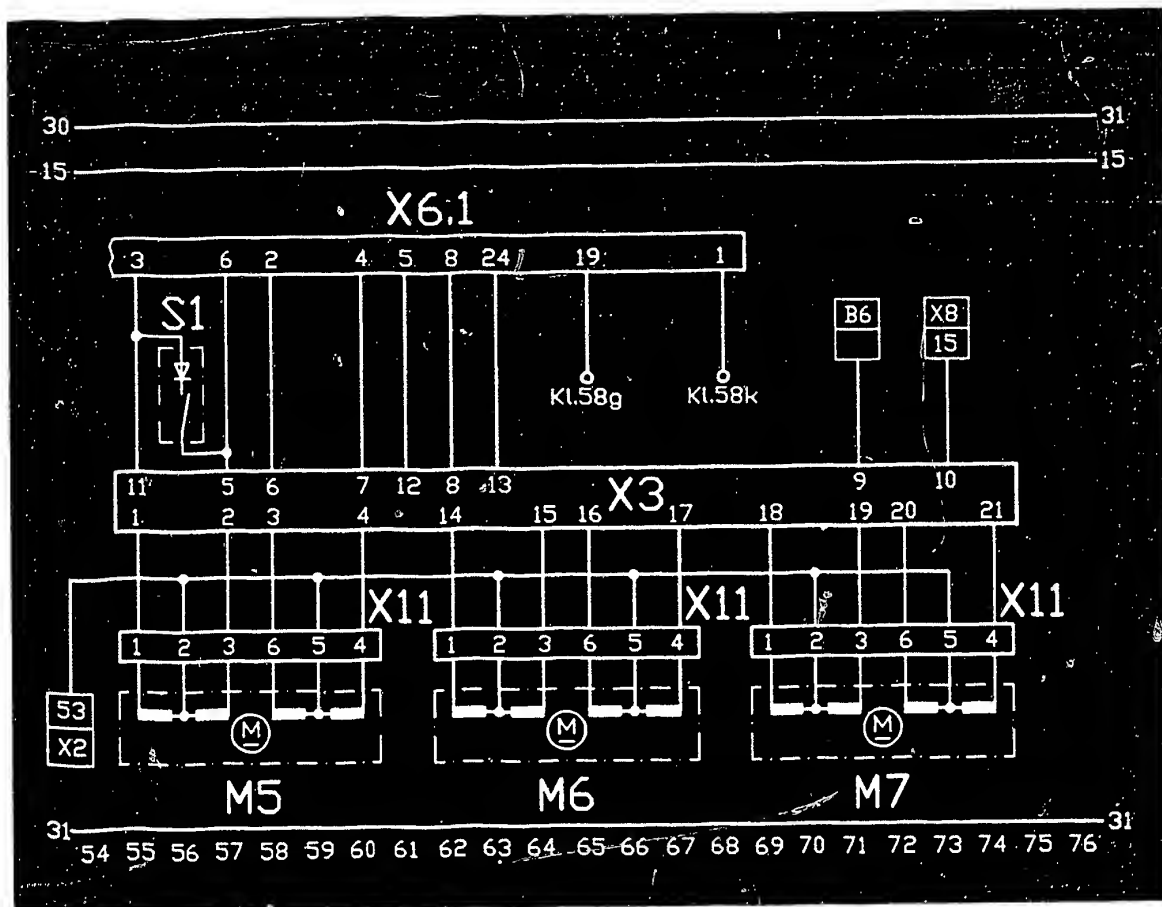 30 31
15 15
X6.1
3 6 2 4 5 8 24 19 1
S1
B6 X8
15
Kl.58g Kl.58k
11 5 6 7 12 8 13 X3 9 10
1 2 3 4 14 15 16 17 18 19 20 21
X11 X11 X11
1 2 3 6 5 4 1 2 3 6 5 4 1 2 3 6 5 4
53
X2
M M M
M5 M6 M7
31 31
54 55 56 57 58 59 60 61 62 63 64 65 66 67 68 69 70 71 72 73 74 75 76